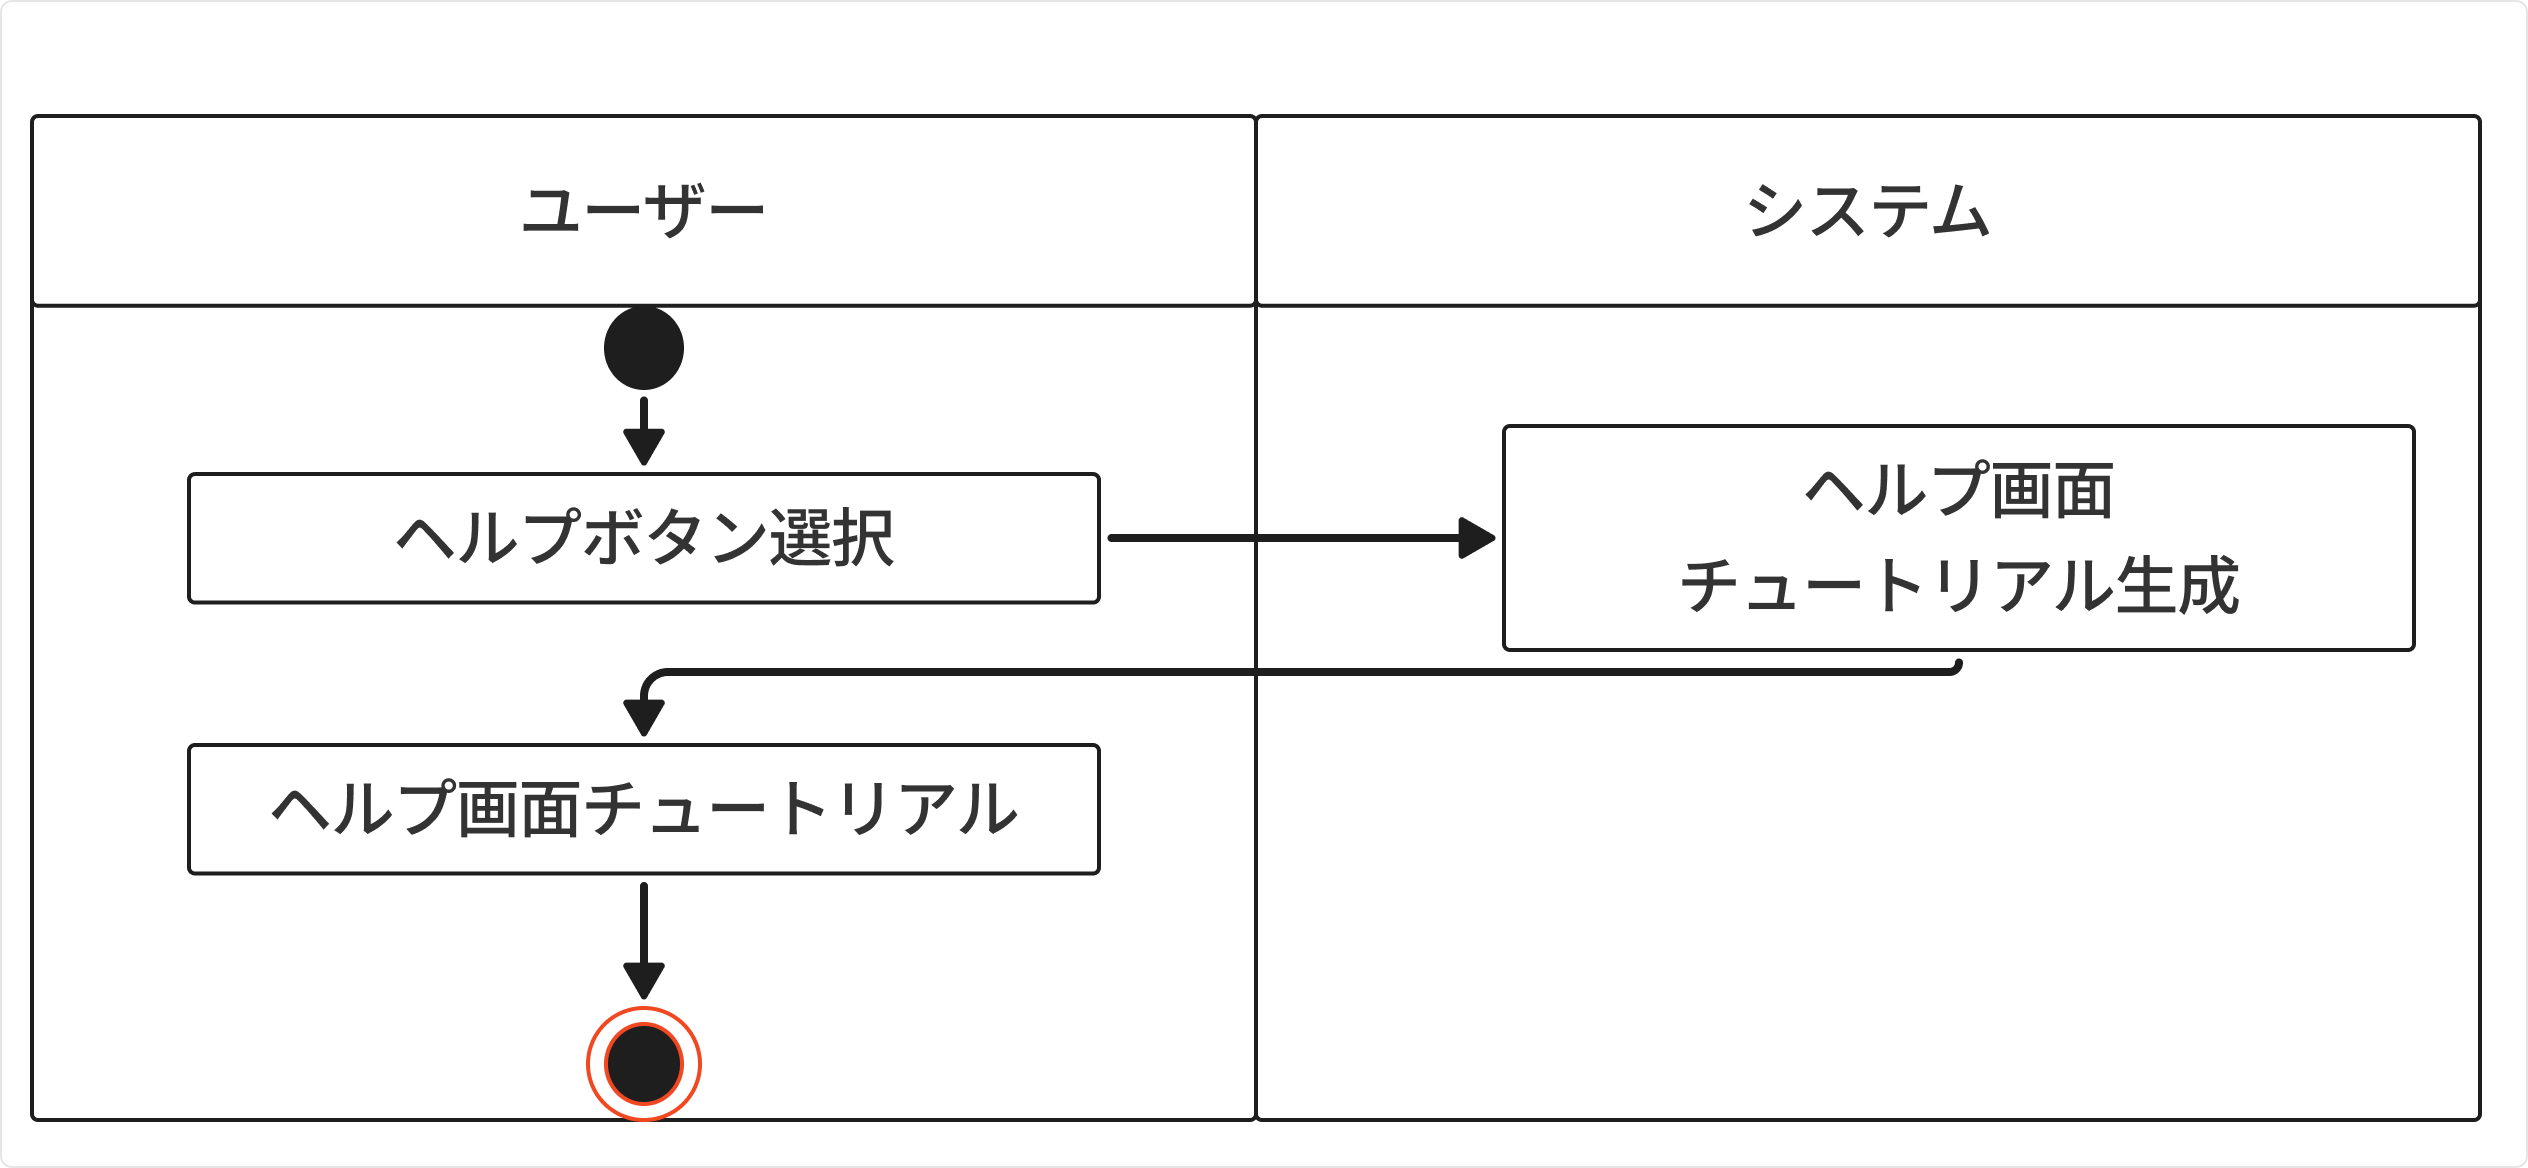 ユーザー
システム
ヘルプボタン選択
ヘルプ画面
チュートリアル生成
ヘルプ画面チュートリアル